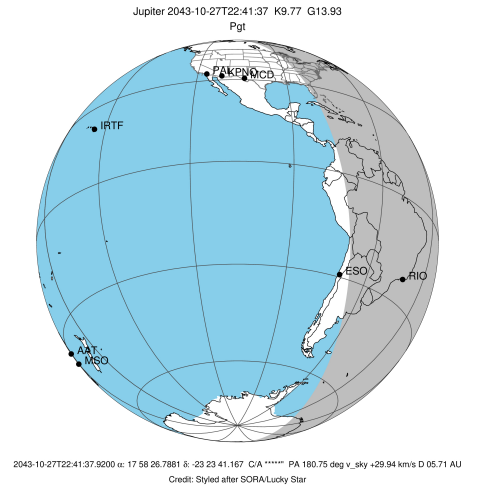 Jupiter 2043-10-27T22:41:37 K9.77 G13.93
Pgt
PAL KPNO MCD
IRTF
ESO RIO
AAT
MSO
2043-10-27T22:41:37.9200 α: 17 58 26.7881 δ: -23 23 41.167 C/A *****" PA 180.75 deg v_sky +29.94 km/s D 05.71 AU
Credit: Styled after SORA/Lucky Star